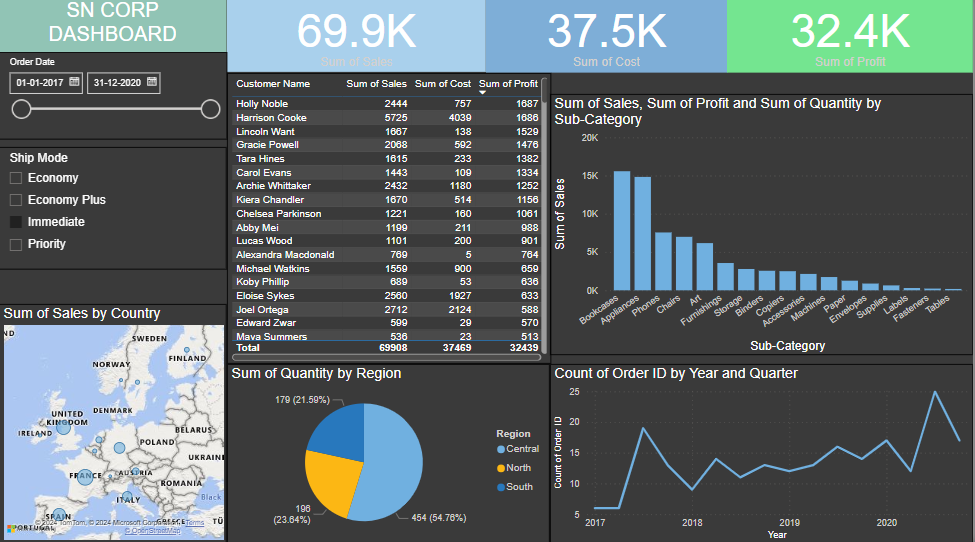 SN CORP
DASHBOARD
69.9K
Sum of Sales
37.5K
Sum of Cost
32.4K
Sum of Profit
Order Date
01-01-2017
31-12-2020
Ship Mode
Economy
Economy Plus
Immediate
Priority
Customer Name Sum of Sales Sum of Cost Sum of Profit
Holly Noble 2444 757 1687
Harrison Cooke 5725 4039 1686
Lincoln Want 1667 138 1529
Gracie Powell 2068 592 1476
Tara Hines 1615 233 1382
Carol Evans 1443 109 1334
Archie Whittaker 2432 1180 1252
Kiera Chandler 1670 514 1156
Chelsea Parkinson 1221 160 1061
Abby Mei 1199 211 988
Lucas Wood 1101 200 901
Alexandra Macdonald 769 5 764
Michael Watkins 1559 900 659
Koby Phillip 689 53 636
Eloise Sykes 2560 1927 633
Joel Ogeter 2712 2124 588
Edward Zwar 599 29 570
Maya Summers 536 23 513
Total 69908 37469 32439
Sum of Sales, Sum of Profit and Sum of Quantity by
Sub-Category
Sum of Sales
20K
15K
10K
5K
0K
Bookcases
Appliances
Phones
Chairs
Art
Furnishings
Storage
Binders
Copiers
Accessories
Machines
Paper
Envelopes
Supplies
Labels
Fasteners
Tables
Sub-Category
Sum of Sales by Country
ND
SWEDEN
FINLAND
NORWAY
UNITED
KINGDOM
DENMARK
IRELAND
BELARUS
POLAND
UKRAINE
FRANCE
AUSTRIA
ROMANIA
ITALY
Black
SPAIN
PORTUGAL
GREECE
TÜ
© 2024 TomTom, © 2024 Microsoft Corporation, Terms
© OpenStreetMap
Sum of Quantity by Region
179 (21.59%)
196
(23.64%)
454 (54.76%)
Region
Central
North
South
Count of Order ID by Year and Quarter
Count of Order ID
25
20
15
10
5
2017
2018
2019
2020
Year